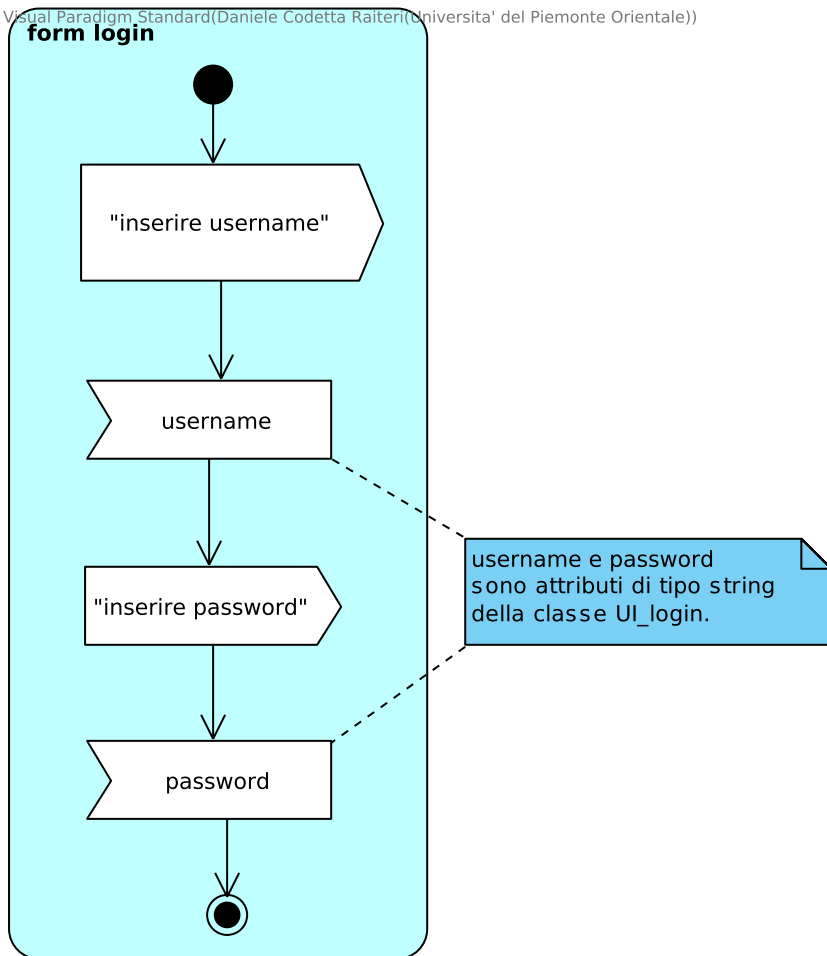 Visual Paradigm Standard(Daniele Codetta Raiteri(Universita' del Piemonte Orientale))
form login
"inserire username"
username
username e password
sono attributi di tipo string
della classe UI_login.
"inserire password"
password